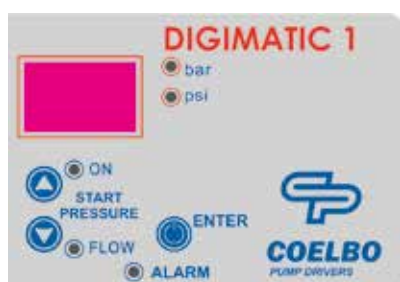 DIGIMATIC 1
bar
psi
ON
START
PRESSURE
ENTER
FLOW
ALARM
COELBO
PUMP DRIVERS